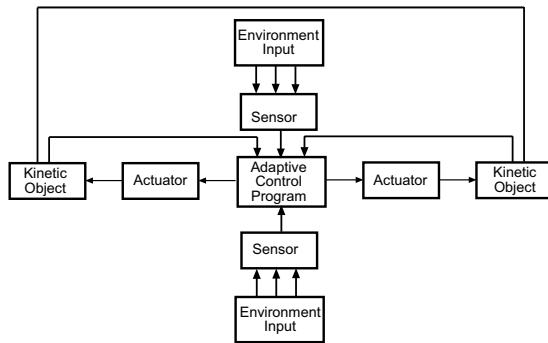 Environment
Input
Sensor
Kinetic
Object
Actuator
Adaptive
Control
Program
Actuator
Kinetic
Object
Sensor
Environment
Input